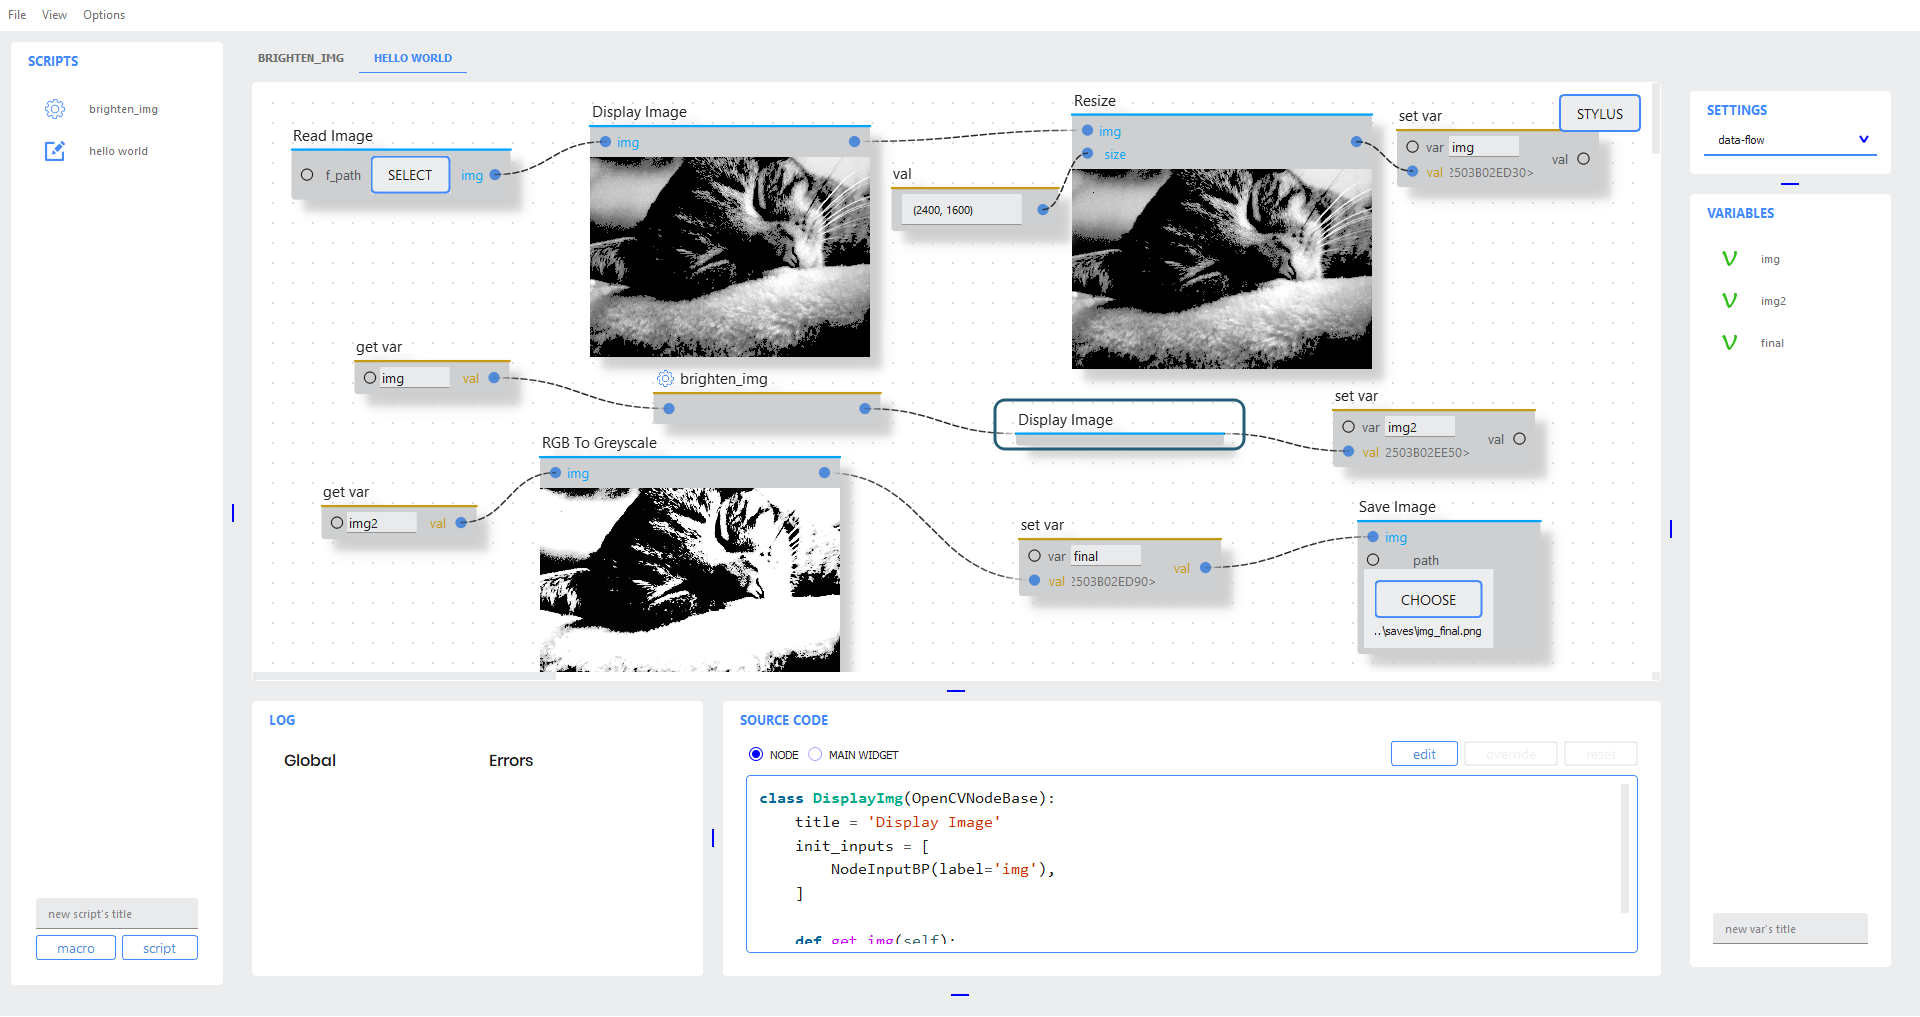 File View Options
SCRIPTS
brighten_img
hello world
new script's title
macro script
BRIGHTEN_IMG HELLO WORLD
Read Image
f_path SELECT img
Display Image
img
val
(2400, 1600)
Resize
img
size
set var
var img
val
val 2503B02ED30>
STYLUS
get var
img val
brighten_img
Display Image
set var
var img2
val
val 2503B02EE50>
RGB To Greyscale
img
get var
img2 val
set var
var final
val
val 2503B02ED90>
Save Image
img
path
CHOOSE
..\saves\img_final.png
LOG
Global Errors
SOURCE CODE
NODE MAIN WIDGET
edit override reset
class DisplayImg(OpenCVNodeBase):
title = 'Display Image'
init_inputs = [
NodeInputBP(label='img'),
]
def get_img(self):
SETTINGS
data-flow
VARIABLES
img
img2
final
new var's title